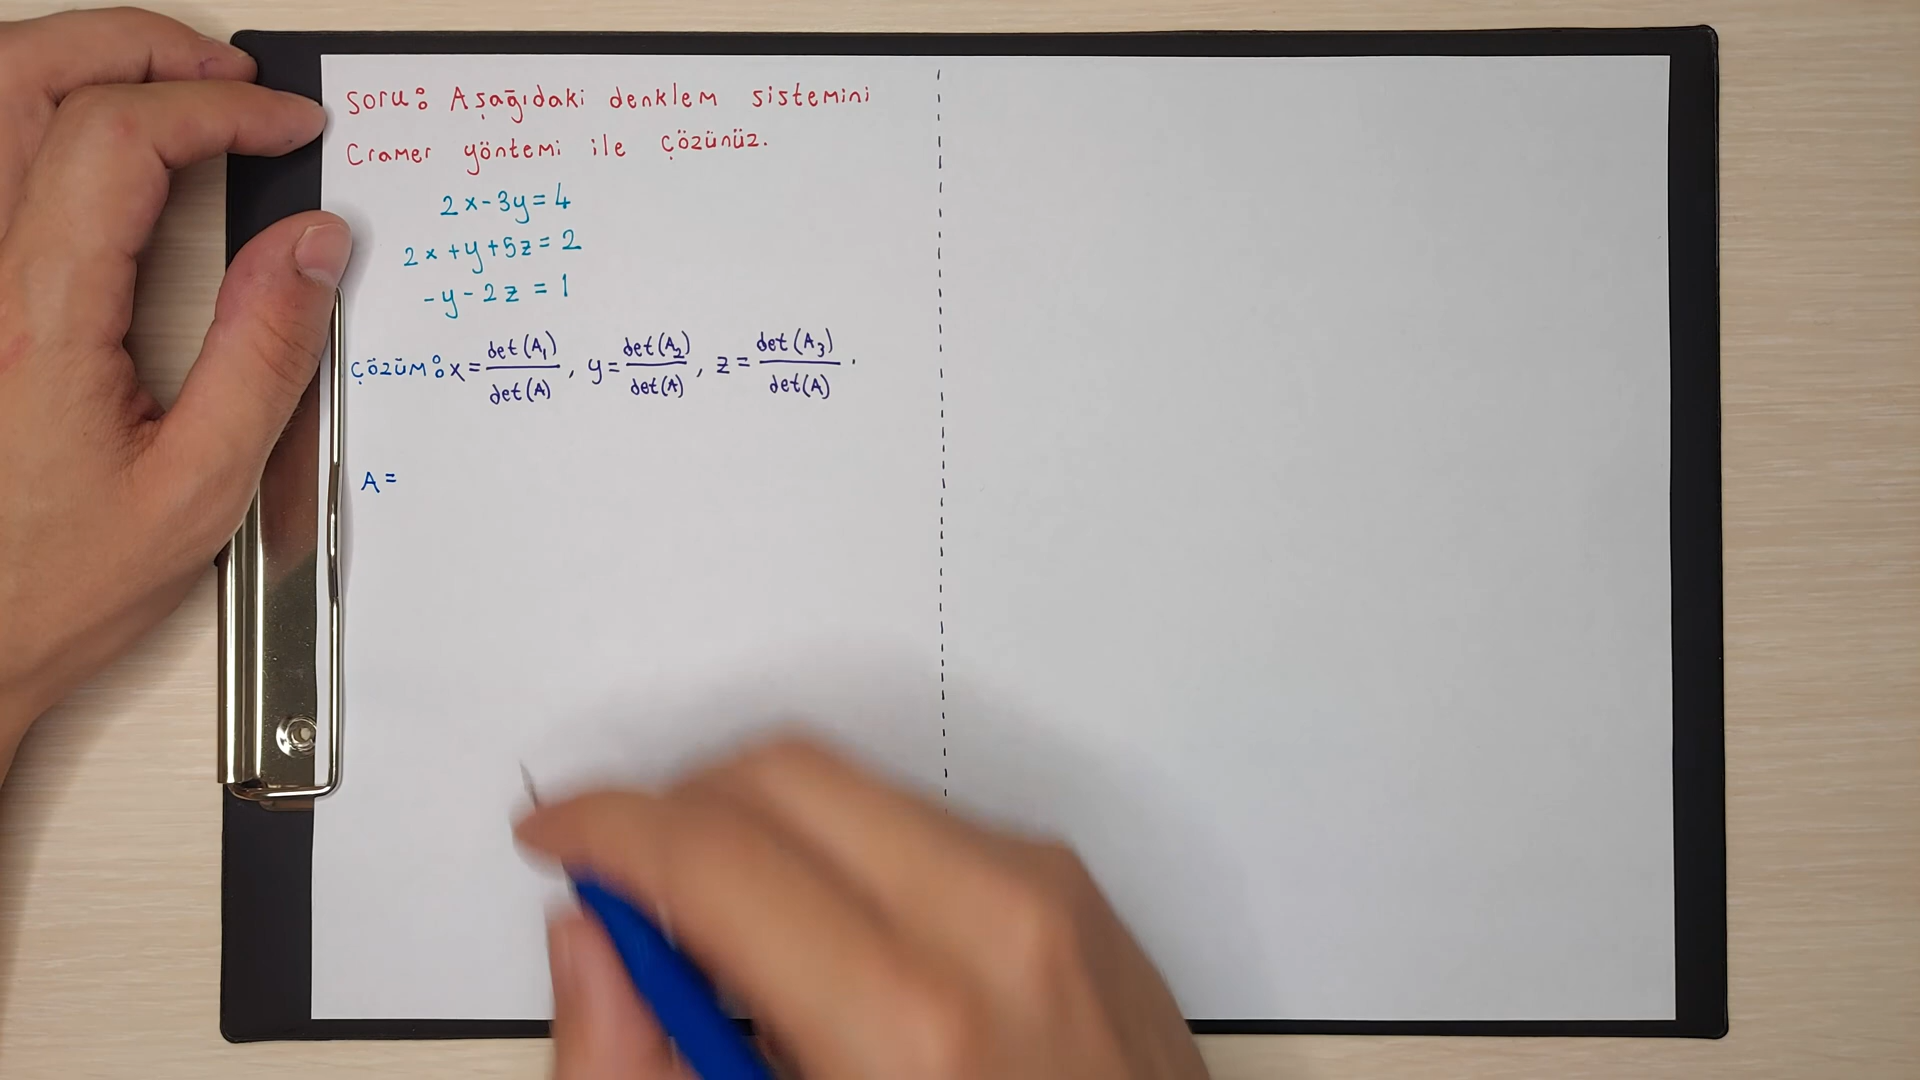 Soru: Aşağıdaki denklem sistemini
Cramer yöntemi ile çözünüz.
2x-3y=4
2x+y+5z=2
-y-2z=1
Çözüm: x = det(A₁)/det(A), y = det(A₂)/det(A), z = det(A₃)/det(A).
A=